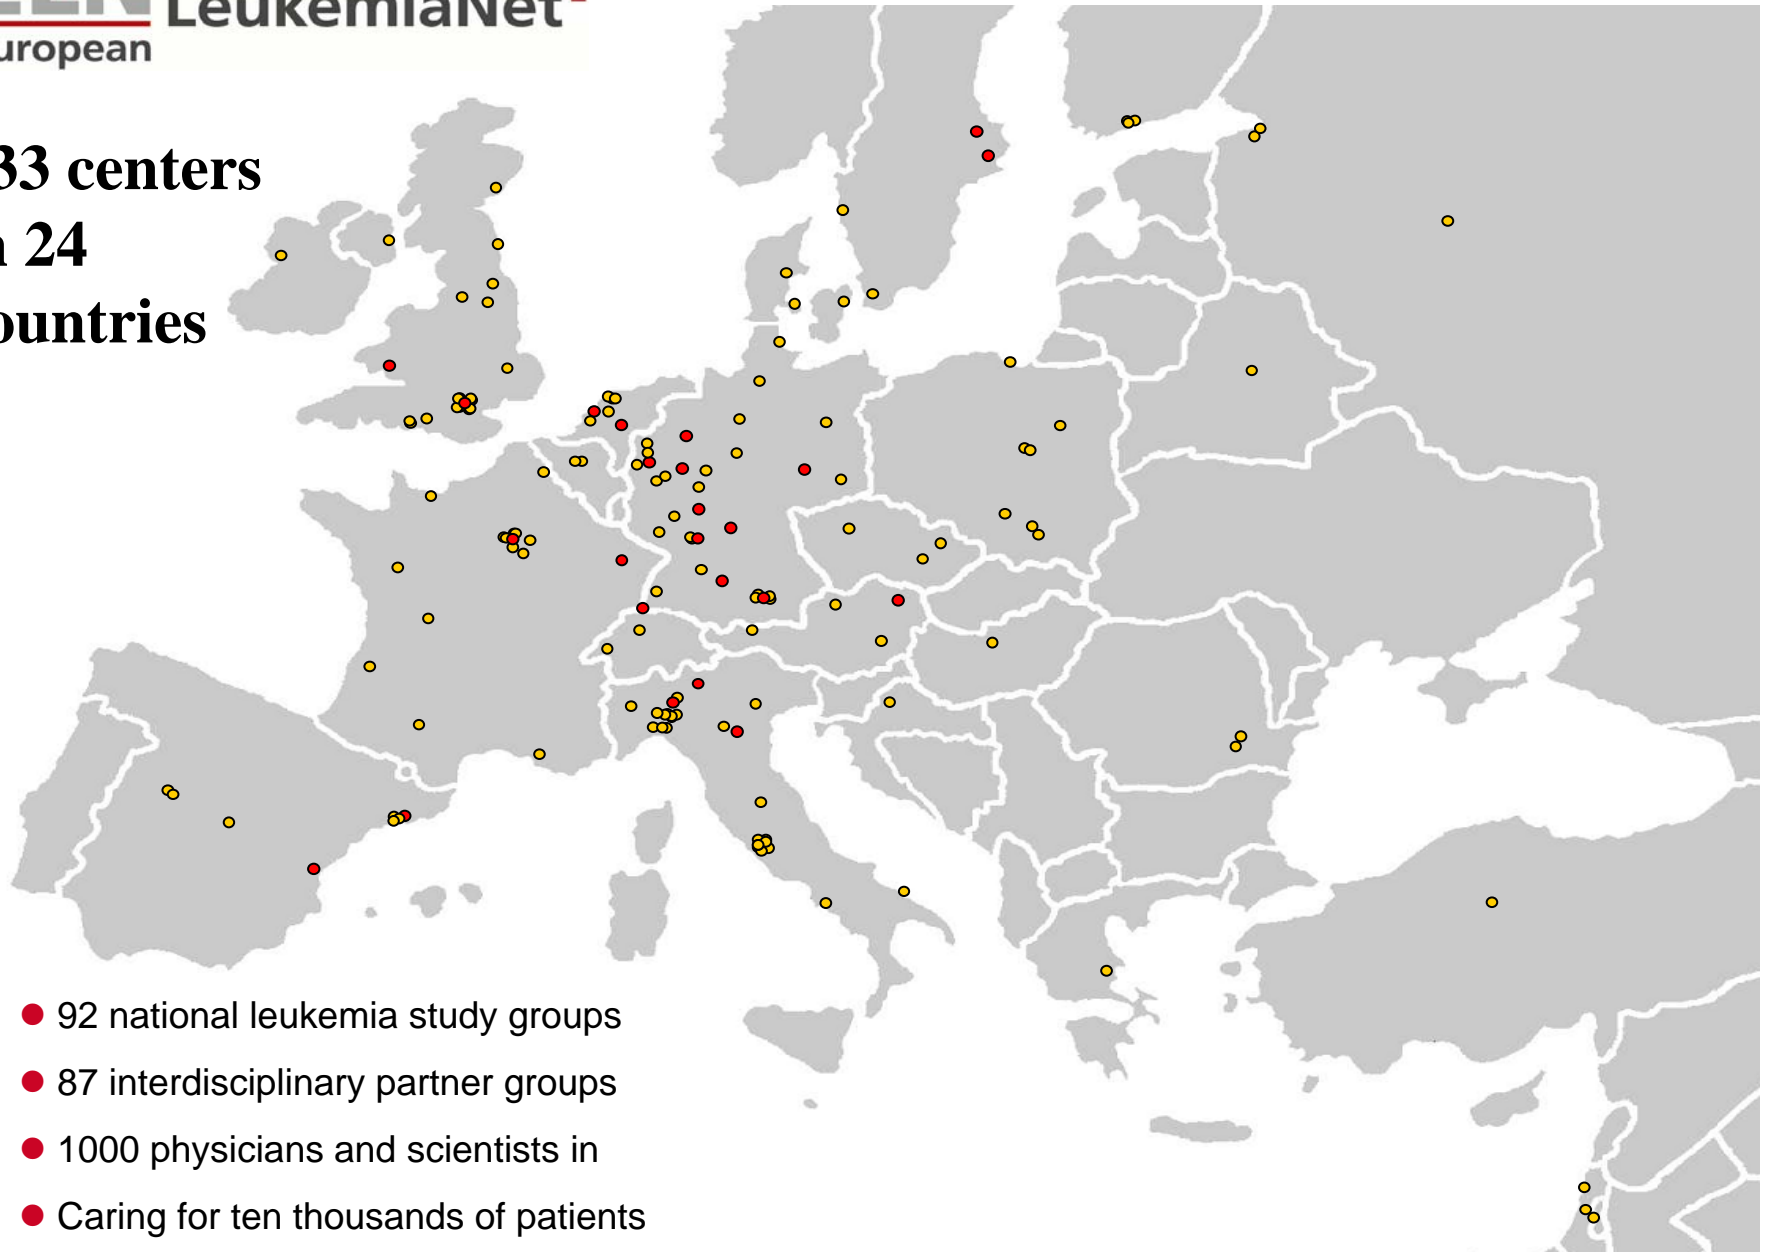 LeukemiaNet
uropean
33 centers
n 24
ountries
92 national leukemia study groups
87 interdisciplinary partner groups
1000 physicians and scientists in
Caring for ten thousands of patients